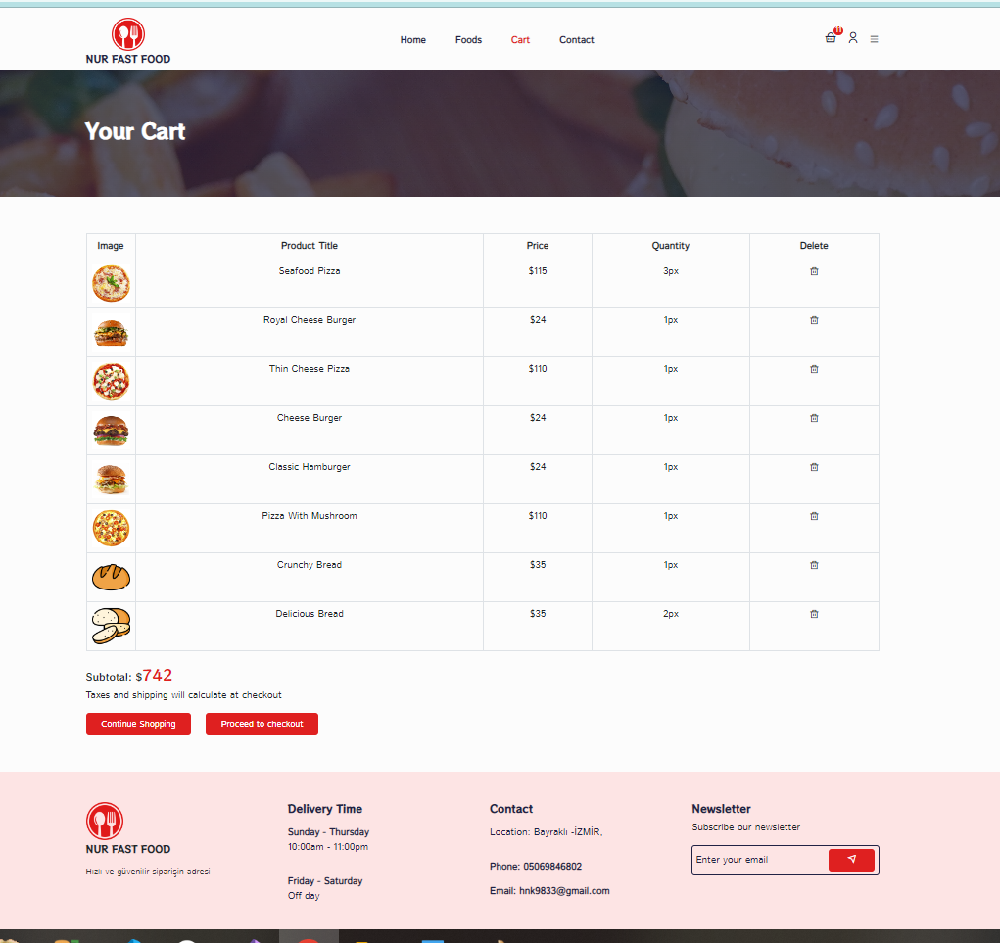 NUR FAST FOOD
Home Foods Cart Contact
11
Your Cart
Image Product Title Price Quantity Delete
Seafood Pizza $115 3px
Royal Cheese Burger $24 1px
Thin Cheese Pizza $110 1px
Cheese Burger $24 1px
Classic Hamburger $24 1px
Pizza With Mushroom $110 1px
Crunchy Bread $35 1px
Delicious Bread $35 2px
Subtotal: $742
Taxes and shipping will calculate at checkout
Continue Shopping Proceed to checkout
NUR FAST FOOD
Hızlı ve güvenilir siparişin adresi
Delivery Time
Sunday - Thursday
10:00am - 11:00pm
Friday - Saturday
Off day
Contact
Location: Bayraklı -İZMİR,
Phone: 05069846802
Email: hnk9833@gmail.com
Newsletter
Subscribe our newsletter
Enter your email